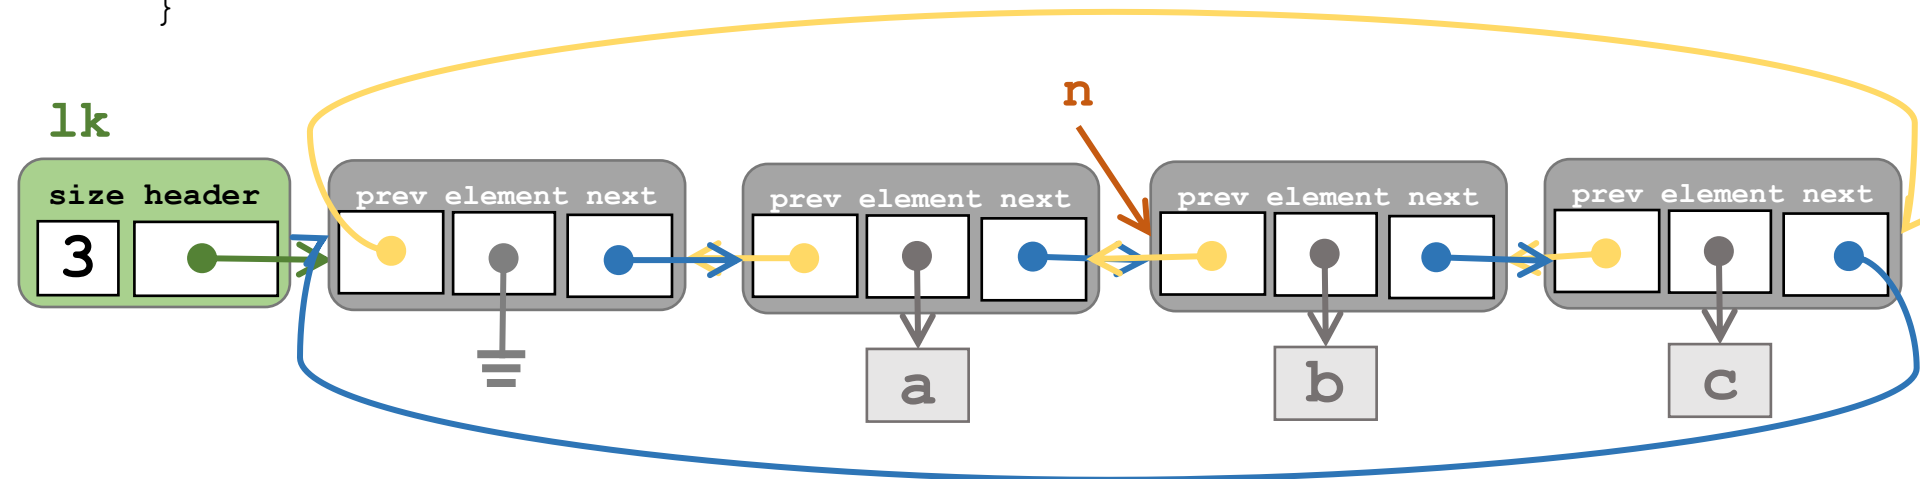 }
n
lk
size header
3
prev element next
prev element next
prev element next
prev element next
a
b
c